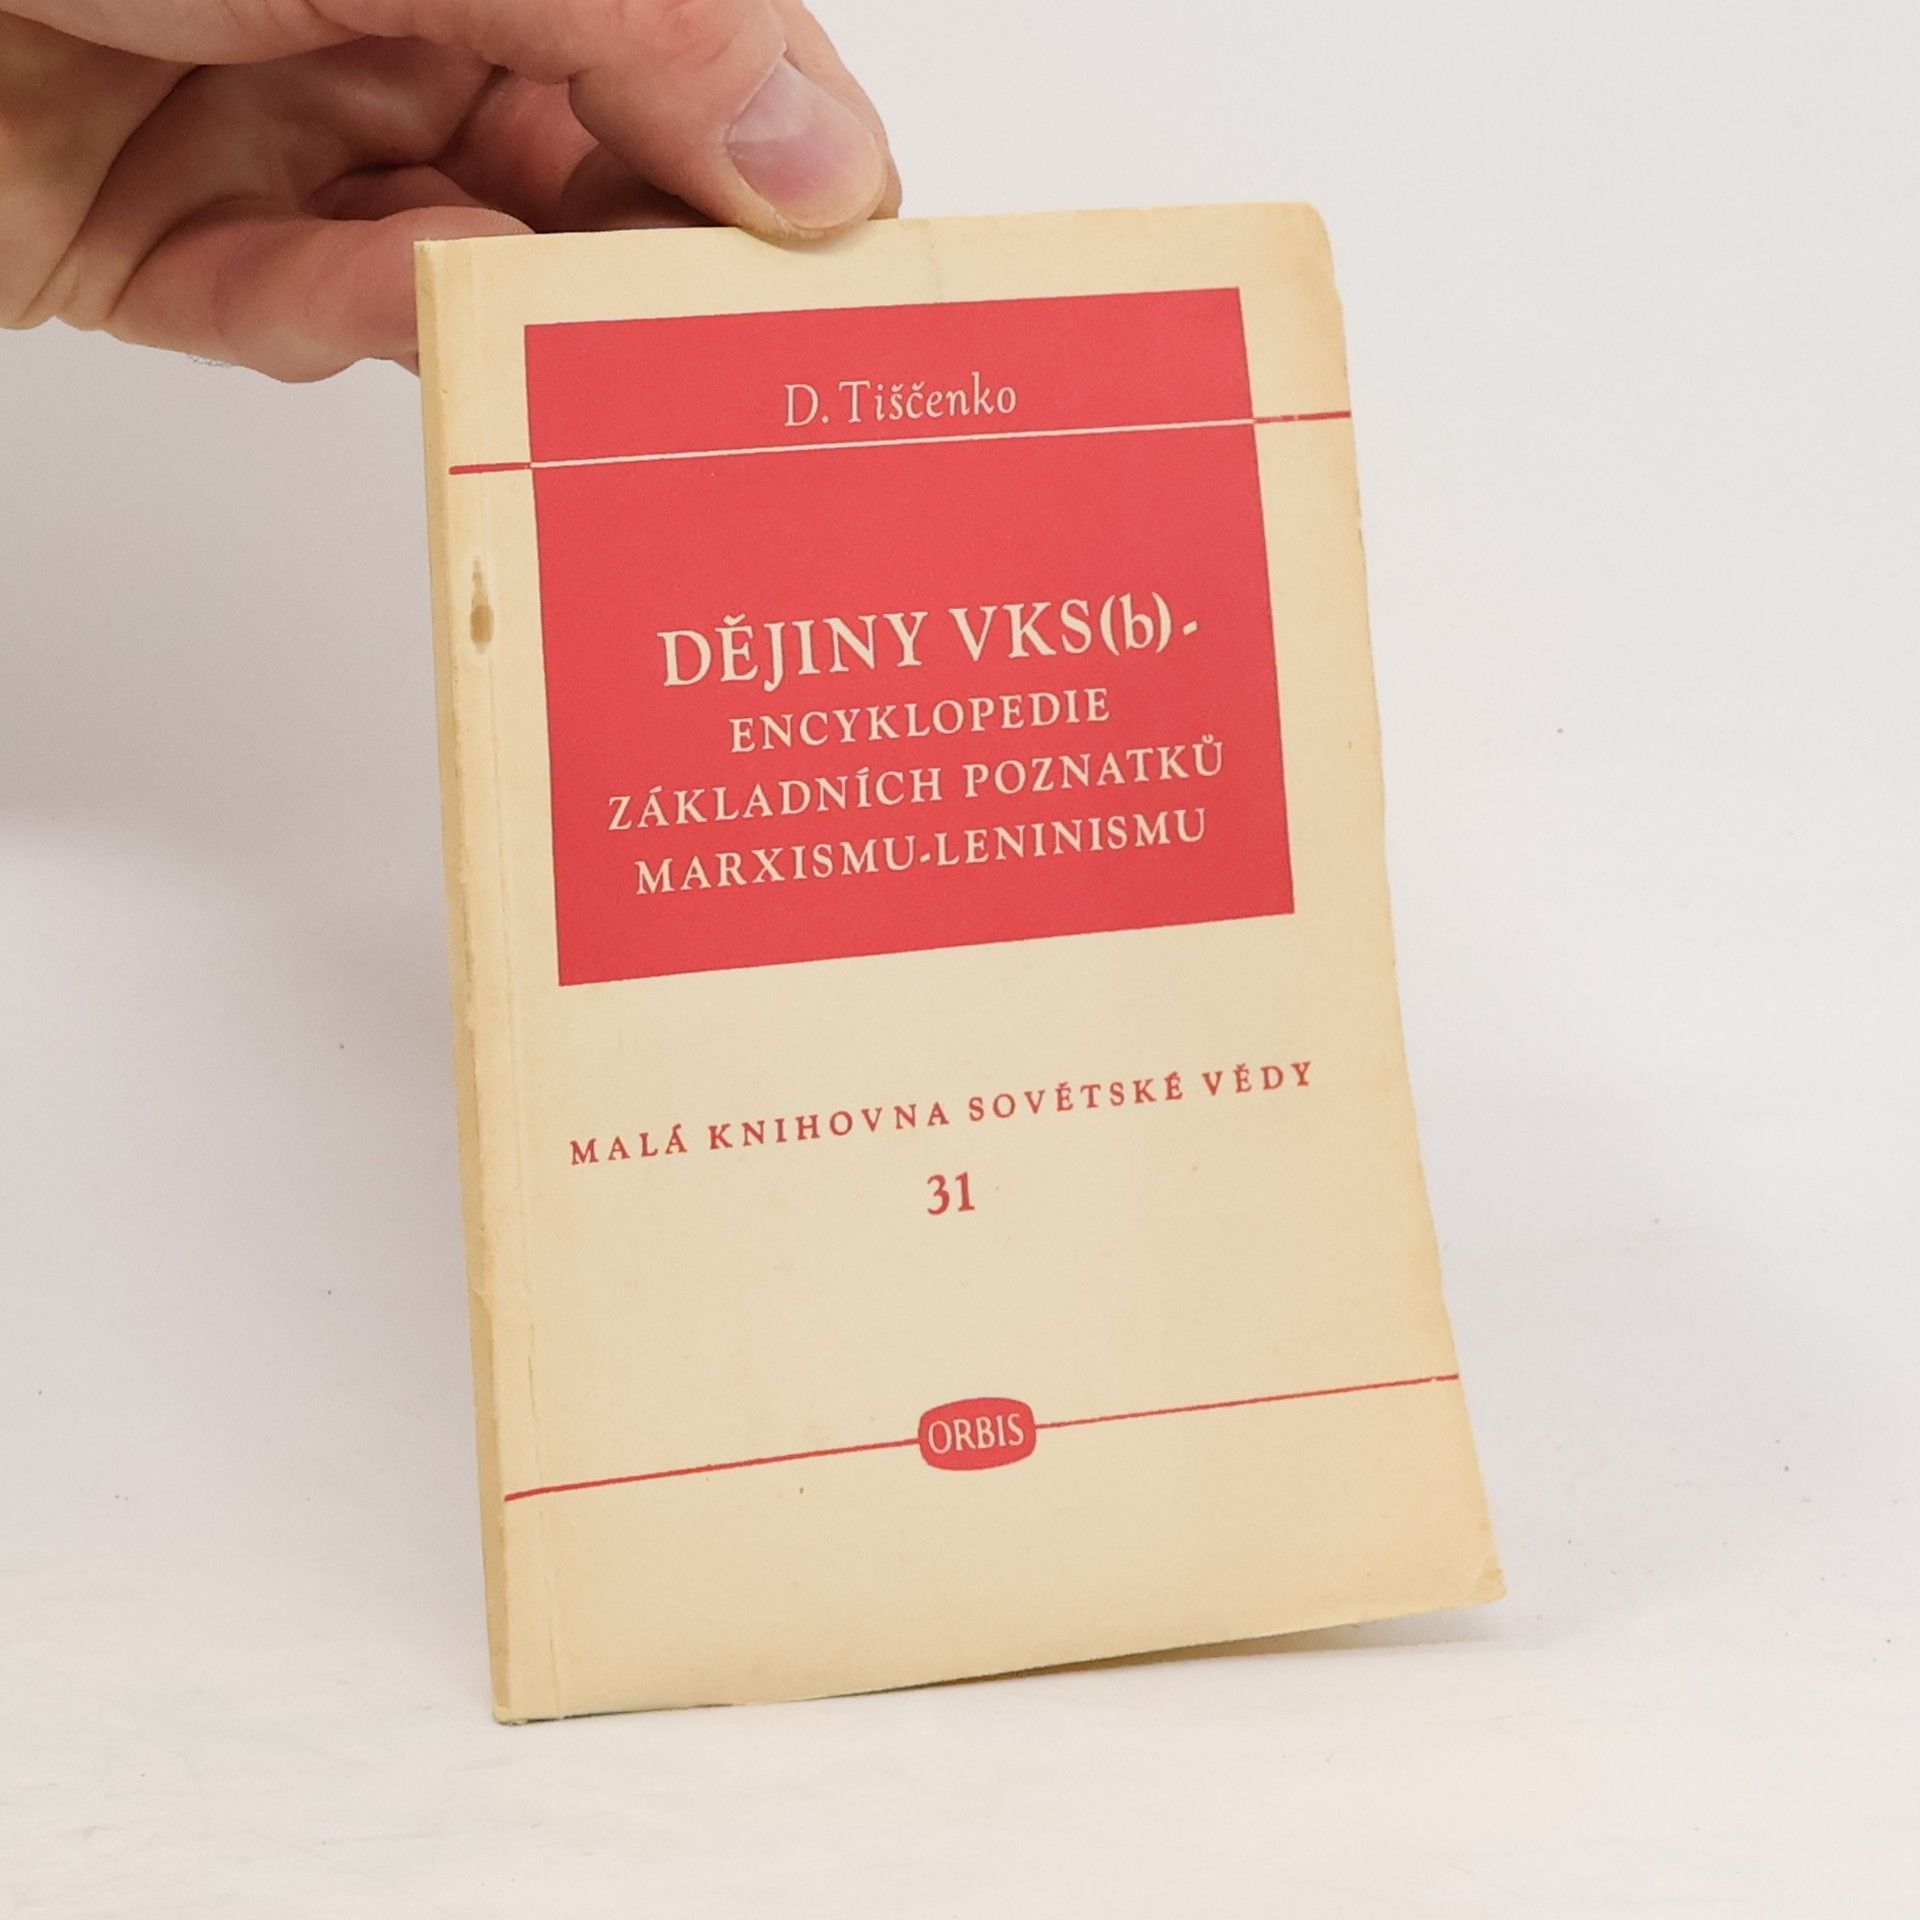 D. Tiščenko
DĚJINY VKS(b)-
ENCYKLOPEDIE
ZÁKLADNÍCH POZNATKŮ
MARXISMU-LENINISMU
MALÁ KNIHOVNA SOVĚTSKÉ VĚDY
31
ORBIS